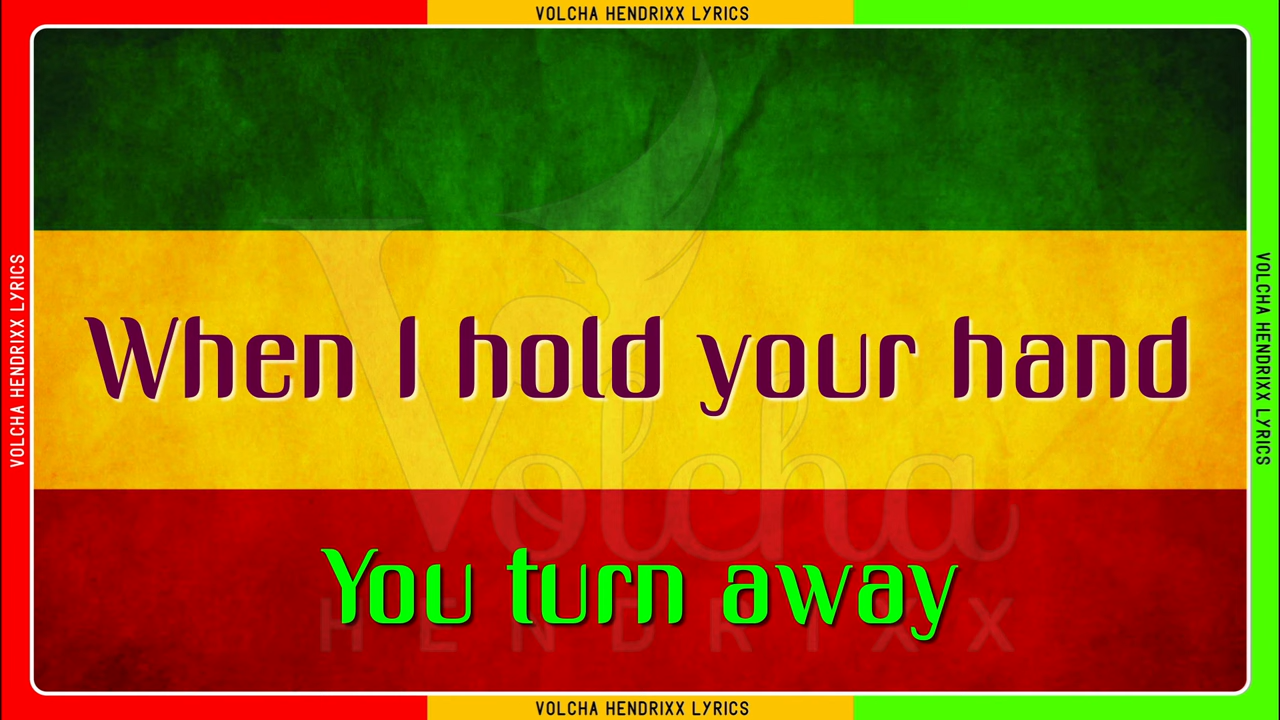 VOLCHA HENDRIXX LYRICS
VOLCHA HENDRIXX LYRICS
VOLCHA HENDRIXX LYRICS
When I hold your hand
Volcha
You turn away
HENDRIXX
VOLCHA HENDRIXX LYRICS